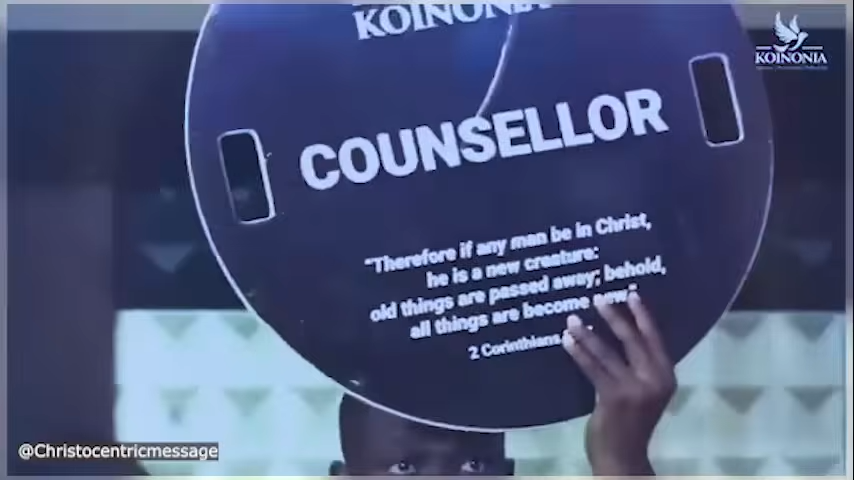 KOINONIA
KOINONIA
COUNSELLOR
"Therefore if any man be in Christ,
he is a new creature:
old things are passed away; behold,
all things are become new."
2 Corinthians
@Christocentricmessage